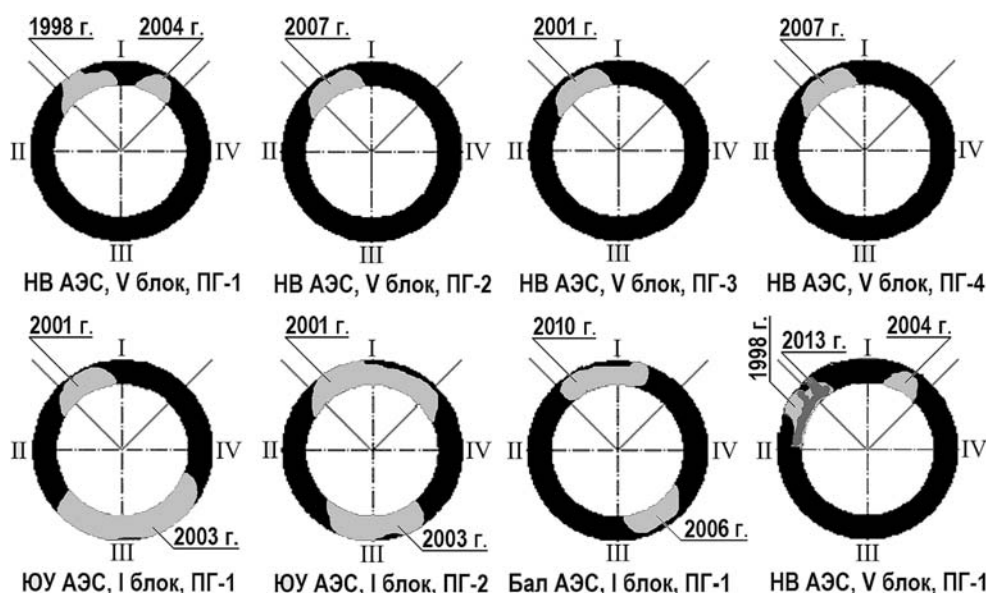 1998 г. 2004 г. 2007 г. 2001 г. 2007 г.
I I I I
II IV II IV II IV II IV
III III III III
НВ АЭС, V блок, ПГ-1 НВ АЭС, V блок, ПГ-2 НВ АЭС, V блок, ПГ-3 НВ АЭС, V блок, ПГ-4
2001 г. 2001 г. 2010 г. 1998 г. 2013 г. 2004 г.
I I I I
II IV II IV II IV II IV
2003 г. 2003 г. 2006 г.
III III III III
ЮУ АЭС, I блок, ПГ-1 ЮУ АЭС, I блок, ПГ-2 Бал АЭС, I блок, ПГ-1 НВ АЭС, V блок, ПГ-1